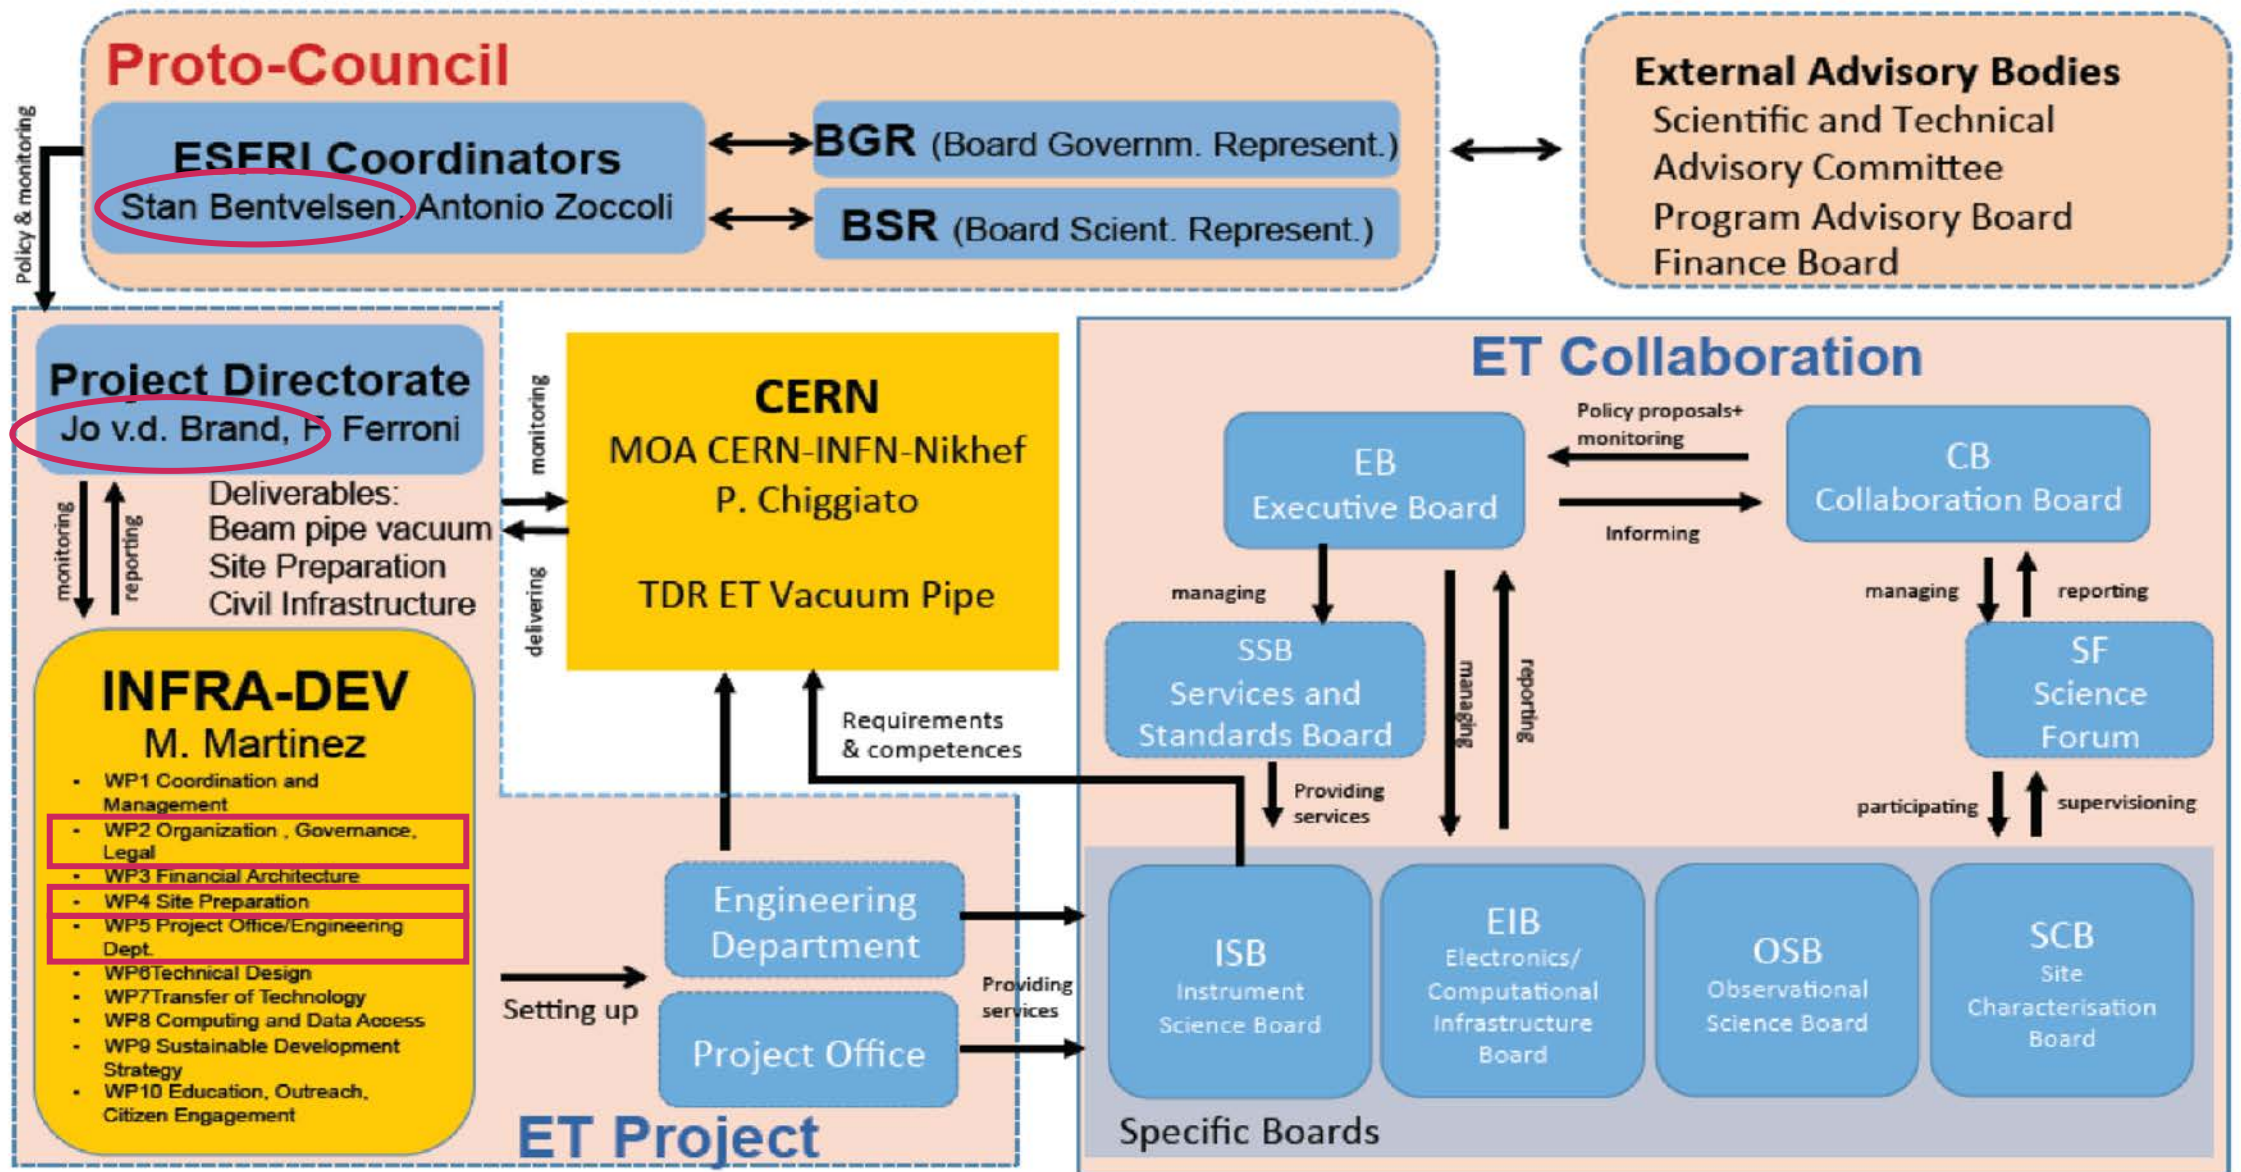 Proto-Council
ESFRI Coordinators
Stan Bentvelsen, Antonio Zoccoli
BGR (Board Governm. Represent.)
BSR (Board Scient. Represent.)
External Advisory Bodies
Scientific and Technical
Advisory Committee
Program Advisory Board
Finance Board
Policy & monitoring
Project Directorate
Jo v.d. Brand, F. Ferroni
monitoring
reporting
Deliverables:
Beam pipe vacuum
Site Preparation
Civil Infrastructure
INFRA-DEV
M. Martinez
• WP1 Coordination and
Management
• WP2 Organization , Governance,
Legal
• WP3 Financial Architecture
• WP4 Site Preparation
• WP5 Project Office/Engineering
Dept.
• WP6Technical Design
• WP7Transfer of Technology
• WP8 Computing and Data Access
• WP9 Sustainable Development
Strategy
• WP10 Education, Outreach,
Citizen Engagement
monitoring
delivering
CERN
MOA CERN-INFN-Nikhef
P. Chiggiato
TDR ET Vacuum Pipe
Requirements
& competences
Setting up
Engineering
Department
Project Office
Providing
services
ET Project
ET Collaboration
EB
Executive Board
Policy proposals+
monitoring
Informing
CB
Collaboration Board
managing
SSB
Services and
Standards Board
managing
reporting
managing
reporting
SF
Science
Forum
Providing
services
participating
supervisioning
ISB
Instrument
Science Board
EIB
Electronics/
Computational
Infrastructure
Board
OSB
Observational
Science Board
SCB
Site
Characterisation
Board
Specific Boards